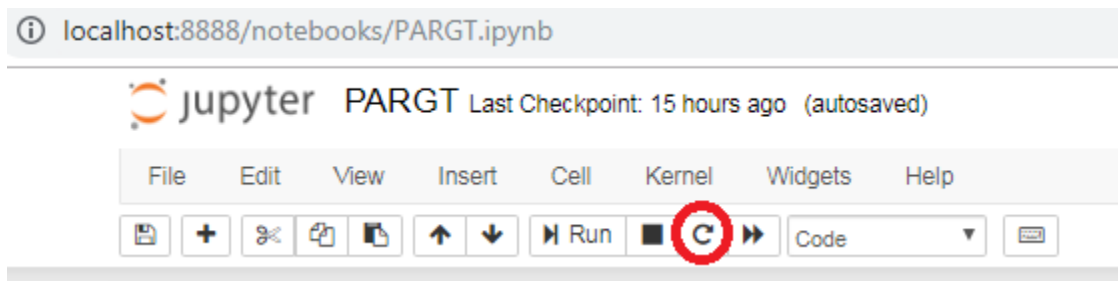 localhost:8888/notebooks/PARGT.ipynb
jupyter PARGT Last Checkpoint: 15 hours ago (autosaved)
File Edit View Insert Cell Kernel Widgets Help
Run Code